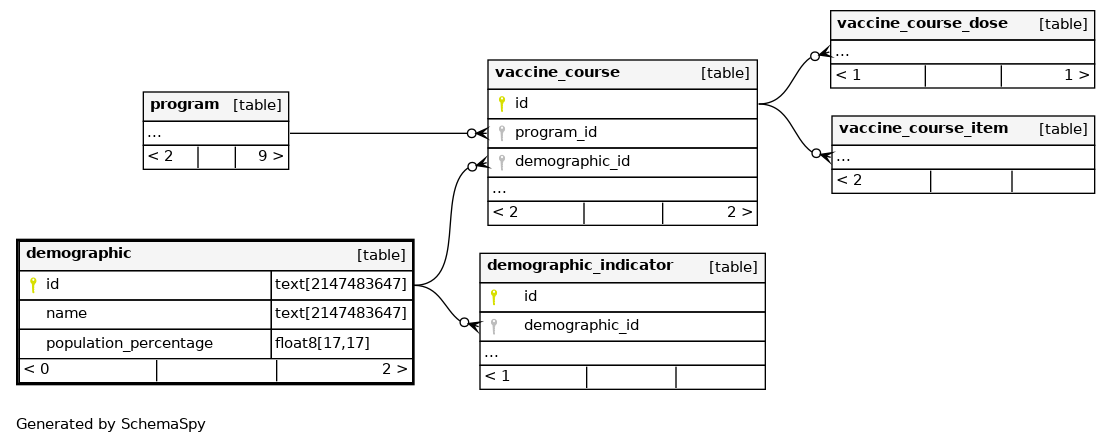 vaccine_course_dose [table]
...
< 1 1 >
vaccine_course [table]
id
program_id
demographic_id
...
< 2 2 >
program [table]
...
< 2 9 >
vaccine_course_item [table]
...
< 2
demographic [table]
id text[2147483647]
name text[2147483647]
population_percentage float8[17,17]
< 0 2 >
demographic_indicator [table]
id
demographic_id
...
< 1
Generated by SchemaSpy